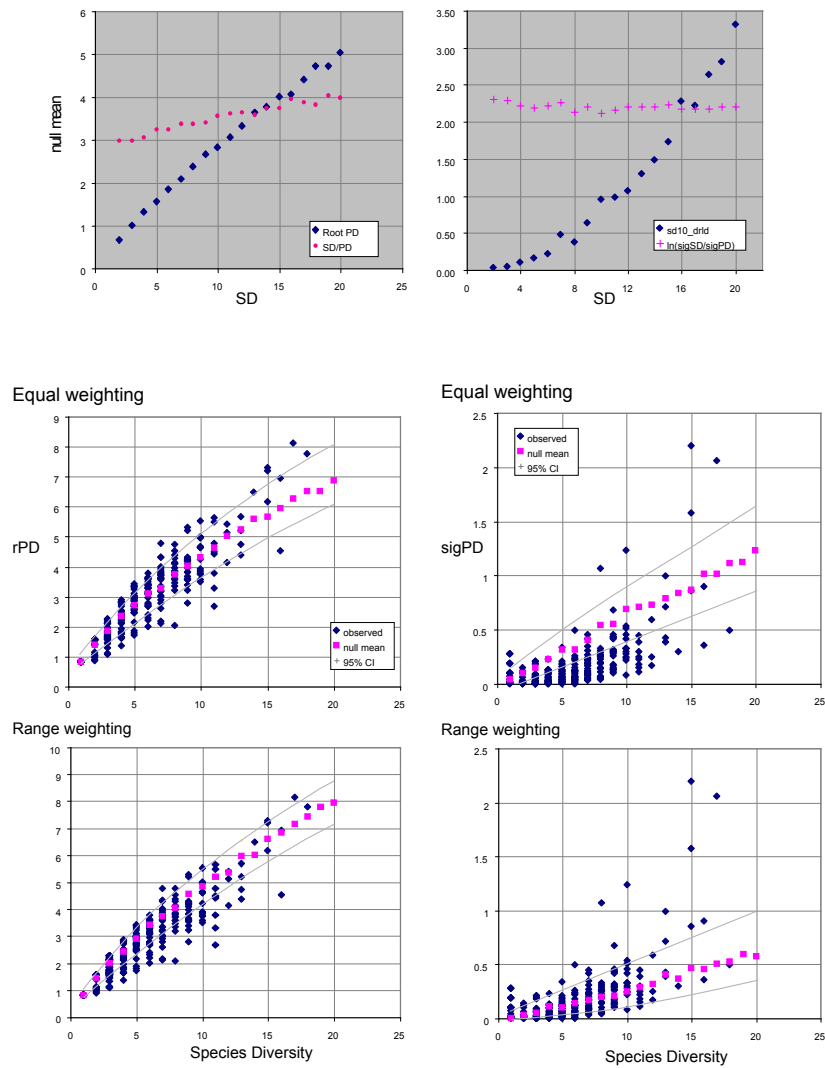 6
5
4
3
2
1
0
null mean
Root PD
SD/PD
0 5 10 15 20 25
SD
3.50
3.00
2.50
2.00
1.50
1.00
0.50
0.00
sd10_drld
ln(sigSD/sigPD)
0 4 8 12 16 20
SD
Equal weighting
9
8
7
6
5
4
3
2
1
0
rPD
observed
null mean
95% CI
0 5 10 15 20 25
Equal weighting
2.5
2
1.5
1
0.5
0
sigPD
observed
null mean
95% CI
0 5 10 15 20 25
Range weighting
10
9
8
7
6
5
4
3
2
1
0
0 5 10 15 20 25
Species Diversity
Range weighting
2.5
2
1.5
1
0.5
0
0 5 10 15 20 25
Species Diversity